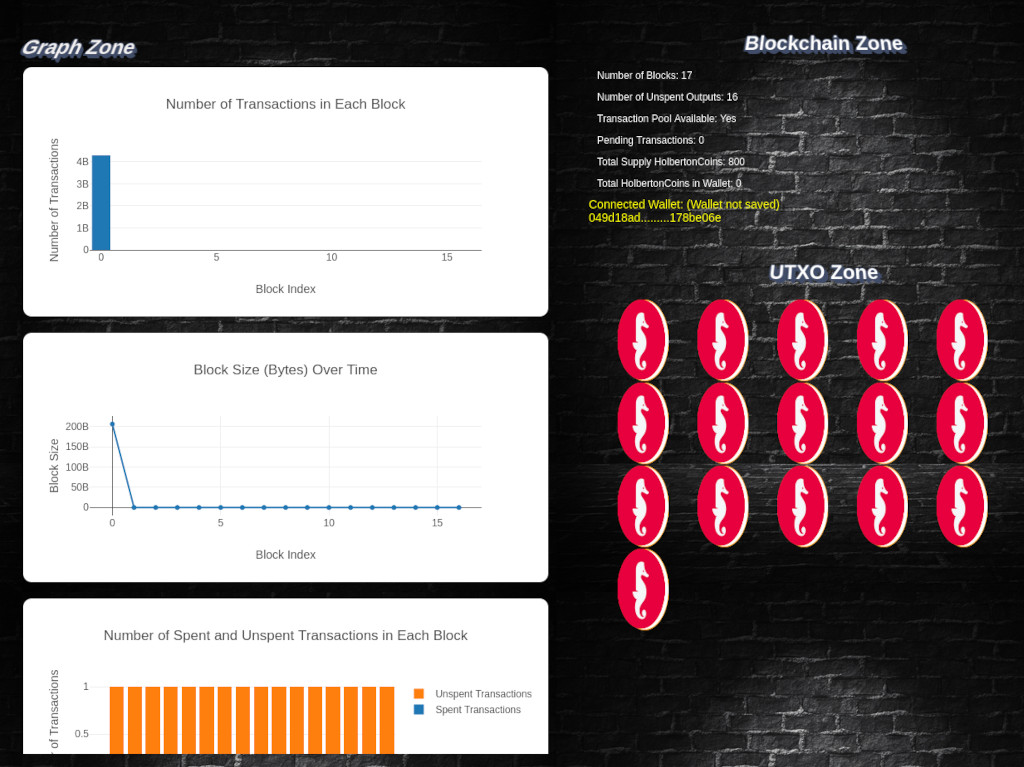 Graph Zone
Number of Transactions in Each Block
Number of Transactions
4B
3B
2B
1B
0
0 5 10 15
Block Index
Block Size (Bytes) Over Time
Block Size
200B
150B
100B
50B
0
0 5 10 15
Block Index
Number of Spent and Unspent Transactions in Each Block
of Transactions
1
0.5
Unspent Transactions
Spent Transactions
Blockchain Zone
Number of Blocks: 17
Number of Unspent Outputs: 16
Transaction Pool Available: Yes
Pending Transactions: 0
Total Supply HolbertonCoins: 800
Total HolbertonCoins in Wallet: 0
Connected Wallet: (Wallet not saved)
049d18ad.........178be06e
UTXO Zone